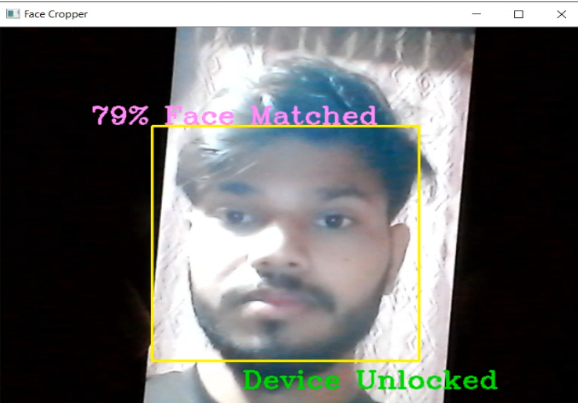 Face Cropper
79% Face Matched
Device Unlocked